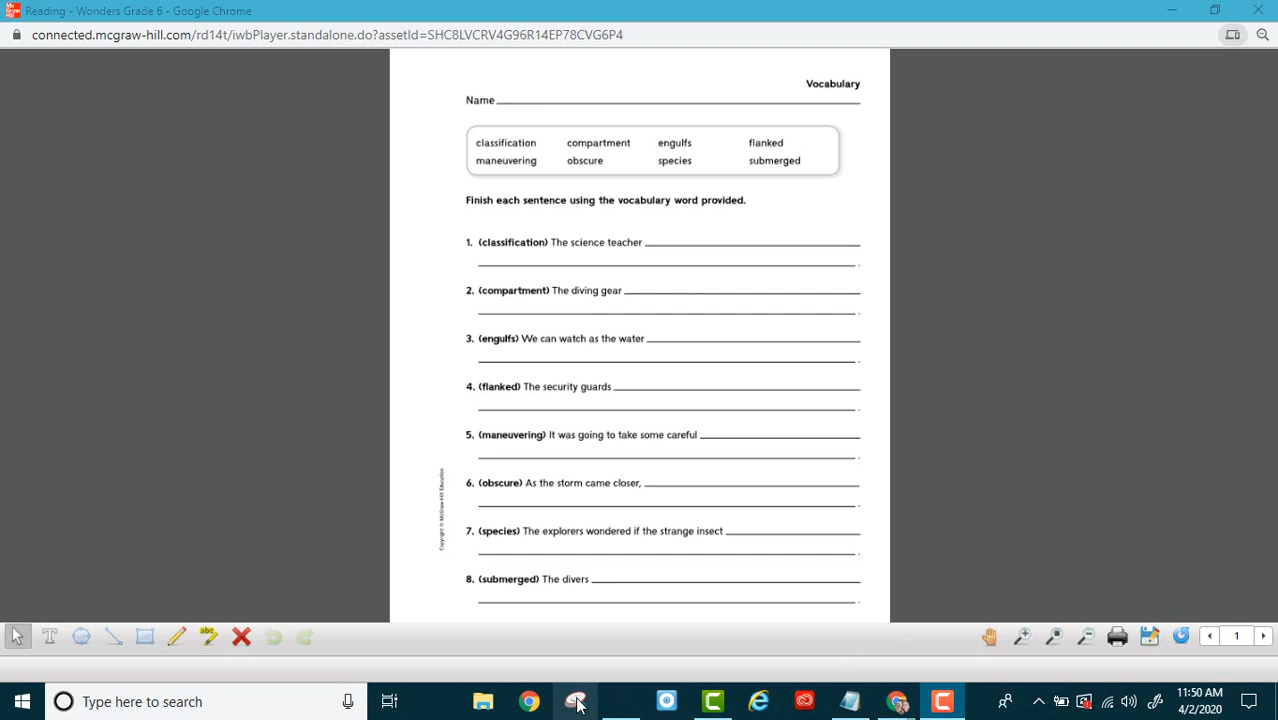 Reading - Wonders Grade 6 - Google Chrome
connected.mcgraw-hill.com/rd14t/iwbPlayer.standalone.do?assetId=SHC8LVCRV4G96R14EP78CVG6P4
Vocabulary
Name
classification compartment engulfs flanked
maneuvering obscure species submerged
Finish each sentence using the vocabulary word provided.
1. (classification) The science teacher
.
2. (compartment) The diving gear
.
3. (engulfs) We can watch as the water
.
4. (flanked) The security guards
.
5. (maneuvering) It was going to take some careful
.
6. (obscure) As the storm came closer,
.
7. (species) The explorers wondered if the strange insect
.
8. (submerged) The divers
.
Copyright © McGraw-Hill Education
T abc 1
Type here to search
11:50 AM
4/2/2020